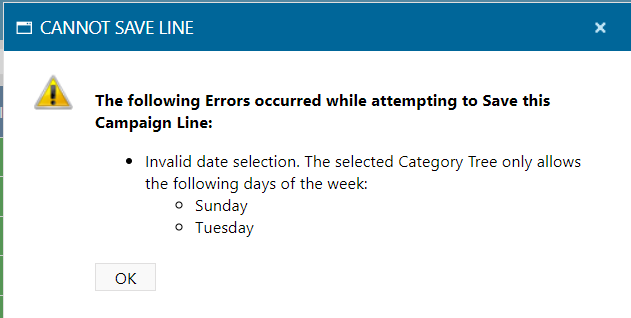 CANNOT SAVE LINE
The following Errors occurred while attempting to Save this
Campaign Line:
Invalid date selection. The selected Category Tree only allows
the following days of the week:
Sunday
Tuesday
OK